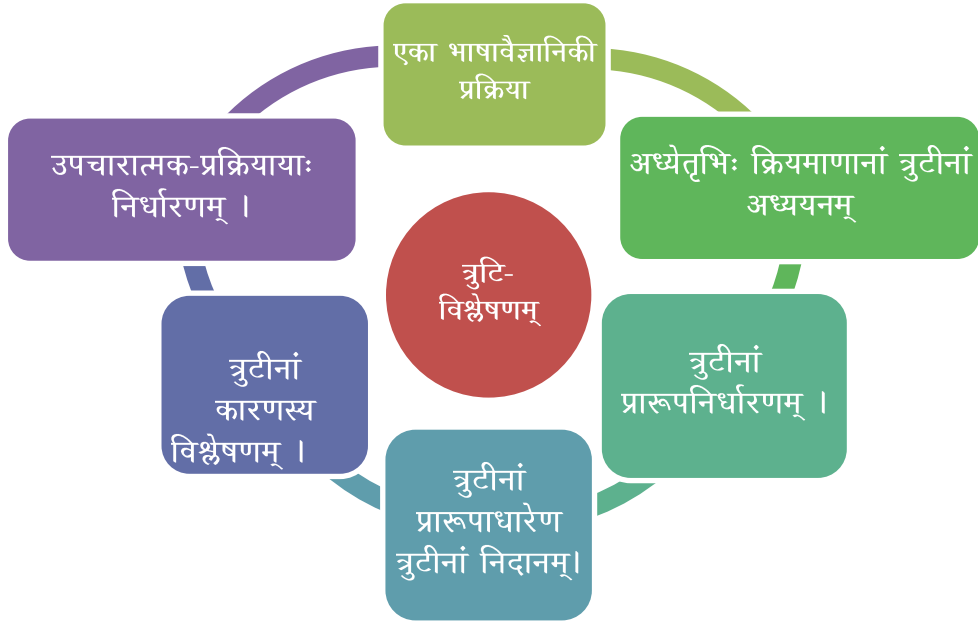 एका भाषावैज्ञानिकी
प्रक्रिया
अध्येतृभिः क्रियमाणानां त्रुटीनां
अध्ययनम्
त्रुटीनां
प्रारूपनिर्धारणम् ।
त्रुटीनां
प्रारूपाधारेण
त्रुटीनां निदानम्।
त्रुटीनां
कारणस्य
विश्लेषणम् ।
उपचारात्मक-प्रक्रियायाः
निर्धारणम् ।
त्रुटि-
विश्लेषणम्